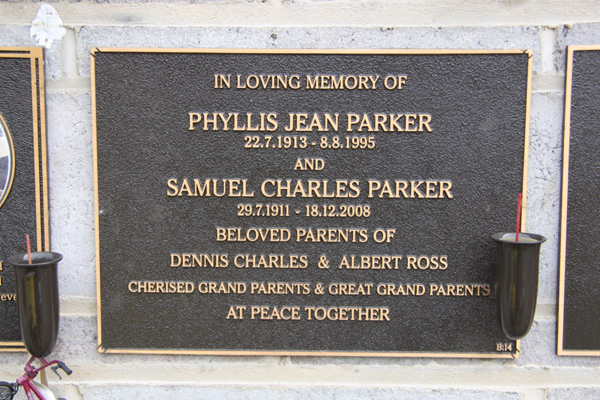 IN LOVING MEMORY OF
PHYLLIS JEAN PARKER
22.7.1913 - 8.8.1995
AND
SAMUEL CHARLES PARKER
29.7.1911 - 18.12.2008
BELOVED PARENTS OF
DENNIS CHARLES & ALBERT ROSS
CHERISED GRAND PARENTS & GREAT GRAND PARENTS
AT PEACE TOGETHER